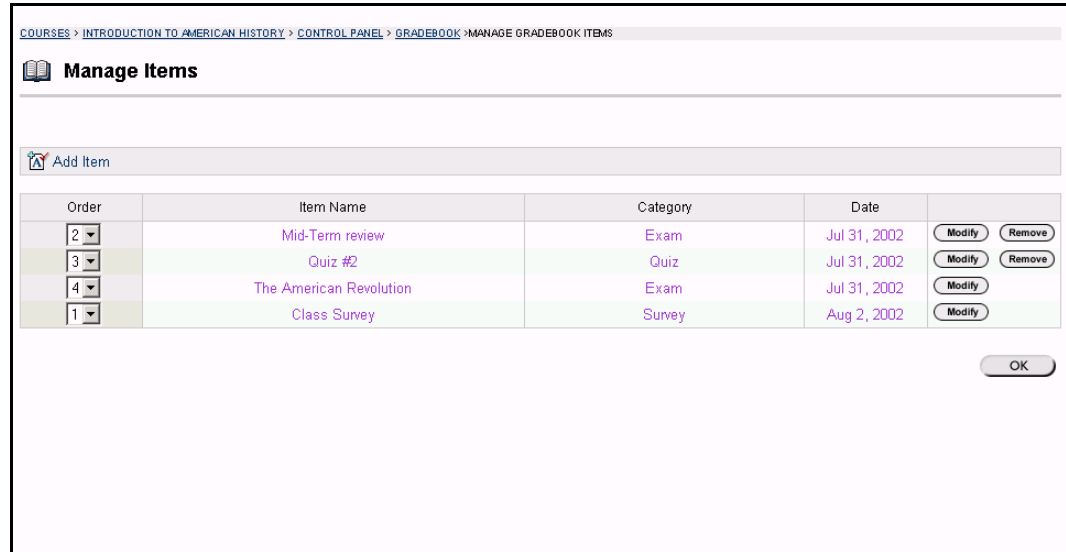 COURSES > INTRODUCTION TO AMERICAN HISTORY > CONTROL PANEL > GRADEBOOK >MANAGE GRADEBOOK ITEMS
Manage Items
Add Item
Order Item Name Category Date
2 Mid-Term review Exam Jul 31, 2002 Modify Remove
3 Quiz #2 Quiz Jul 31, 2002 Modify Remove
4 The American Revolution Exam Jul 31, 2002 Modify
1 Class Survey Survey Aug 2, 2002 Modify
OK